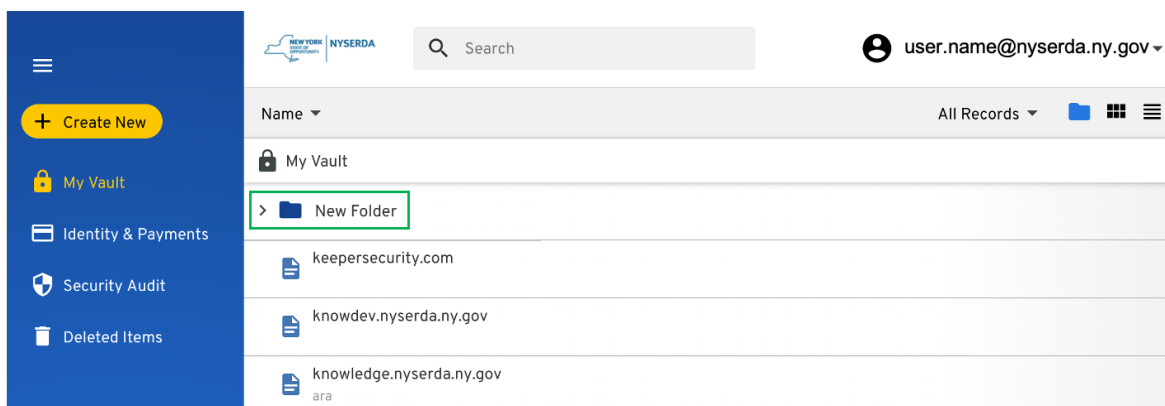 NEW YORK
STATE OF
OPPORTUNITY.
NYSERDA
Search
user.name@nyserda.ny.gov
Create New
Name
All Records
My Vault
My Vault
New Folder
Identity & Payments
keepersecurity.com
Security Audit
knowdev.nyserda.ny.gov
Deleted Items
knowledge.nyserda.ny.gov
ara